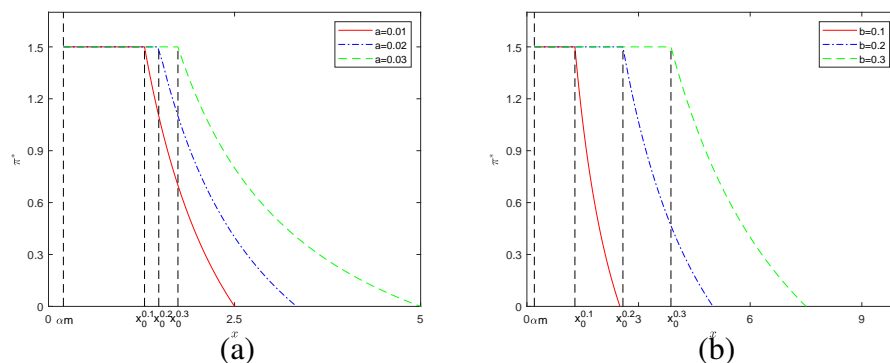 1.5
1.2
0.9
0.6
0.3
0
π*
a=0.01
a=0.02
a=0.03
0 αm x₀^0.1 x₀^0.2 x₀^0.3 2.5 5
x
(a)
1.5
1.2
0.9
0.6
0.3
0
π*
b=0.1
b=0.2
b=0.3
0 αm x₀^0.1 x₀^0.2 3 x₀^0.3 6 9
x
(b)